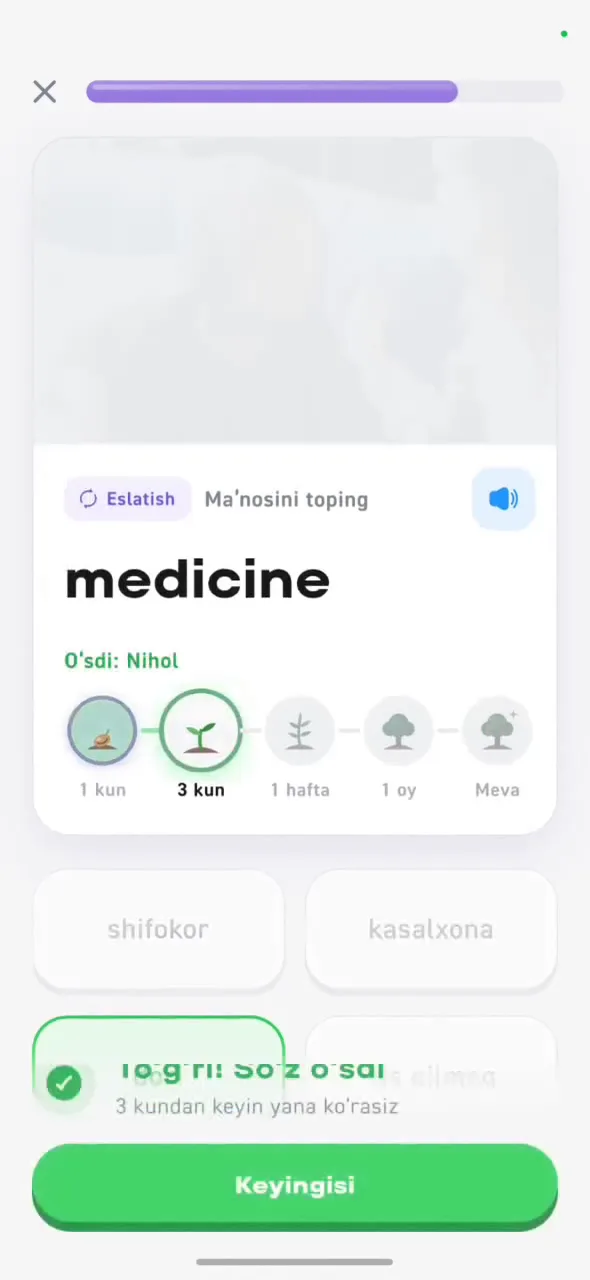 Eslatish
Ma'nosini toping
medicine
O'sdi: Nihol
1 kun
3 kun
1 hafta
1 oy
Meva
shifokor
kasalxona
To'g'ri! So'z o'sdi
3 kundan keyin yana ko'rasiz
Keyingisi